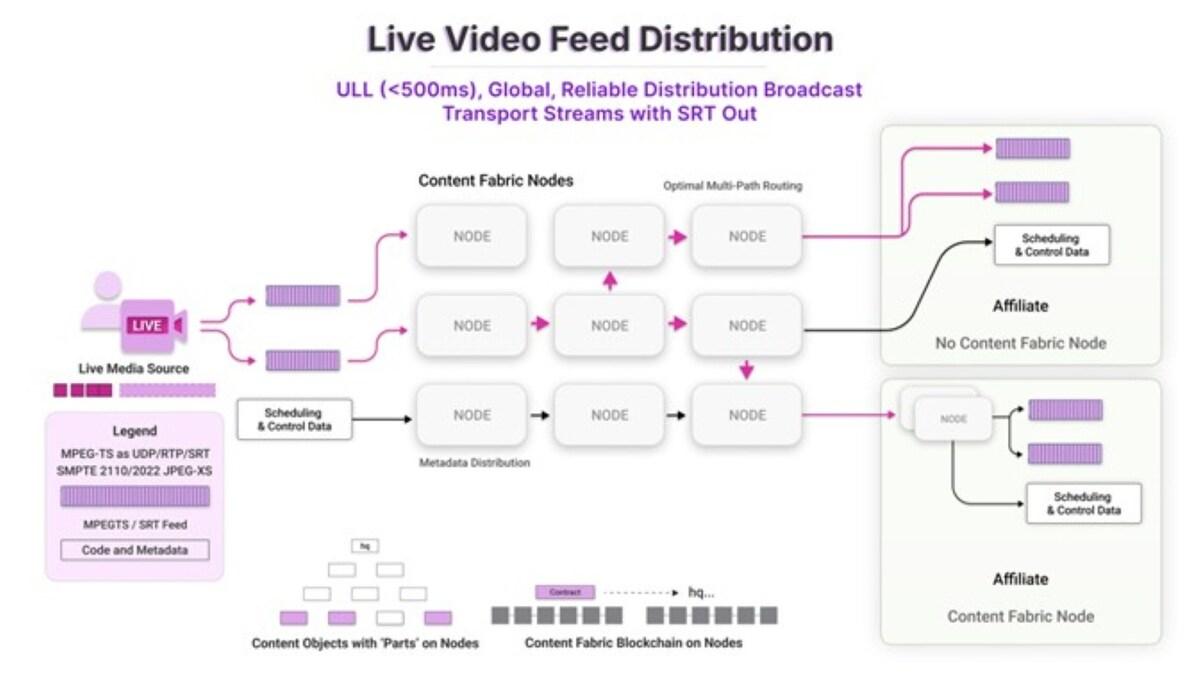 Live Video Feed Distribution
ULL (<500ms), Global, Reliable Distribution Broadcast
Transport Streams with SRT Out
Content Fabric Nodes
Optimal Multi-Path Routing
NODE
NODE
NODE
LIVE
Live Media Source
NODE
NODE
NODE
Scheduling
& Control Data
NODE
NODE
NODE
Metadata Distribution
Scheduling
& Control Data
Affiliate
No Content Fabric Node
NODE
Scheduling
& Control Data
Affiliate
Content Fabric Node
Legend
MPEG-TS as UDP/RTP/SRT
SMPTE 2110/2022 JPEG-XS
MPEGTS / SRT Feed
Code and Metadata
hq
Content Objects with "Parts" on Nodes
Contract
hq...
Content Fabric Blockchain on Nodes